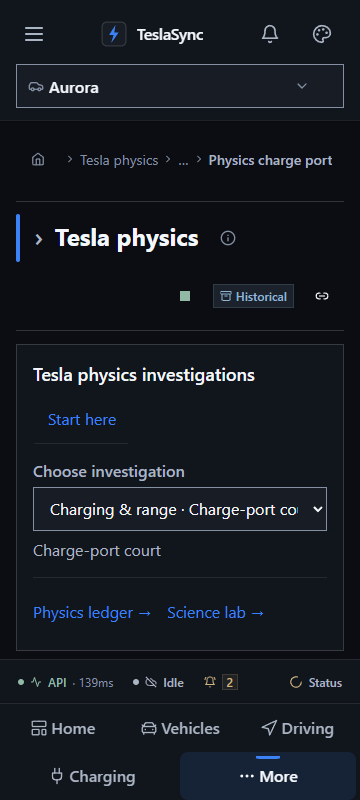 TeslaSync
Aurora
Tesla physics ... Physics charge port
Tesla physics
Historical
Tesla physics investigations
Start here
Choose investigation
Charging & range · Charge-port co
Charge-port court
Physics ledger → Science lab →
API · 139ms Idle 2 Status
Home Vehicles Driving
Charging ··· More